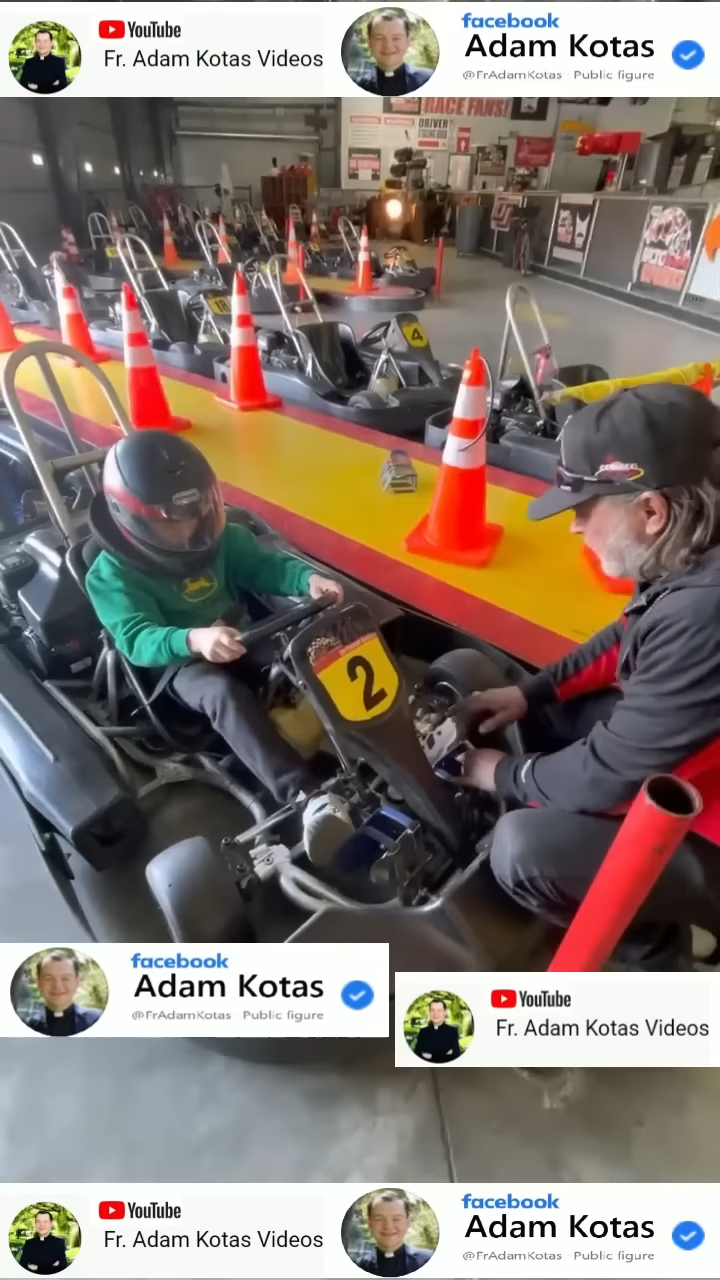 YouTube
Fr. Adam Kotas Videos
facebook
Adam Kotas
@FrAdamKotas · Public figure
RACE FANS!
DRIVER
4
2
facebook
Adam Kotas
@FrAdamKotas · Public figure
YouTube
Fr. Adam Kotas Videos
YouTube
Fr. Adam Kotas Videos
facebook
Adam Kotas
@FrAdamKotas · Public figure